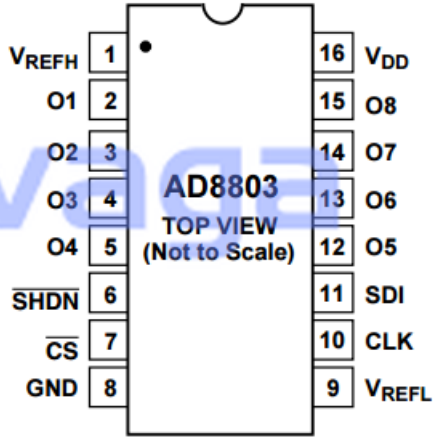 VREFH 1 16 VDD
O1 2 15 O8
O2 3 14 O7
O3 4 13 O6
O4 5 12 O5
SHDN 6 11 SDI
CS 7 10 CLK
GND 8 9 VREFL
AD8803
TOP VIEW
(Not to Scale)
vaga